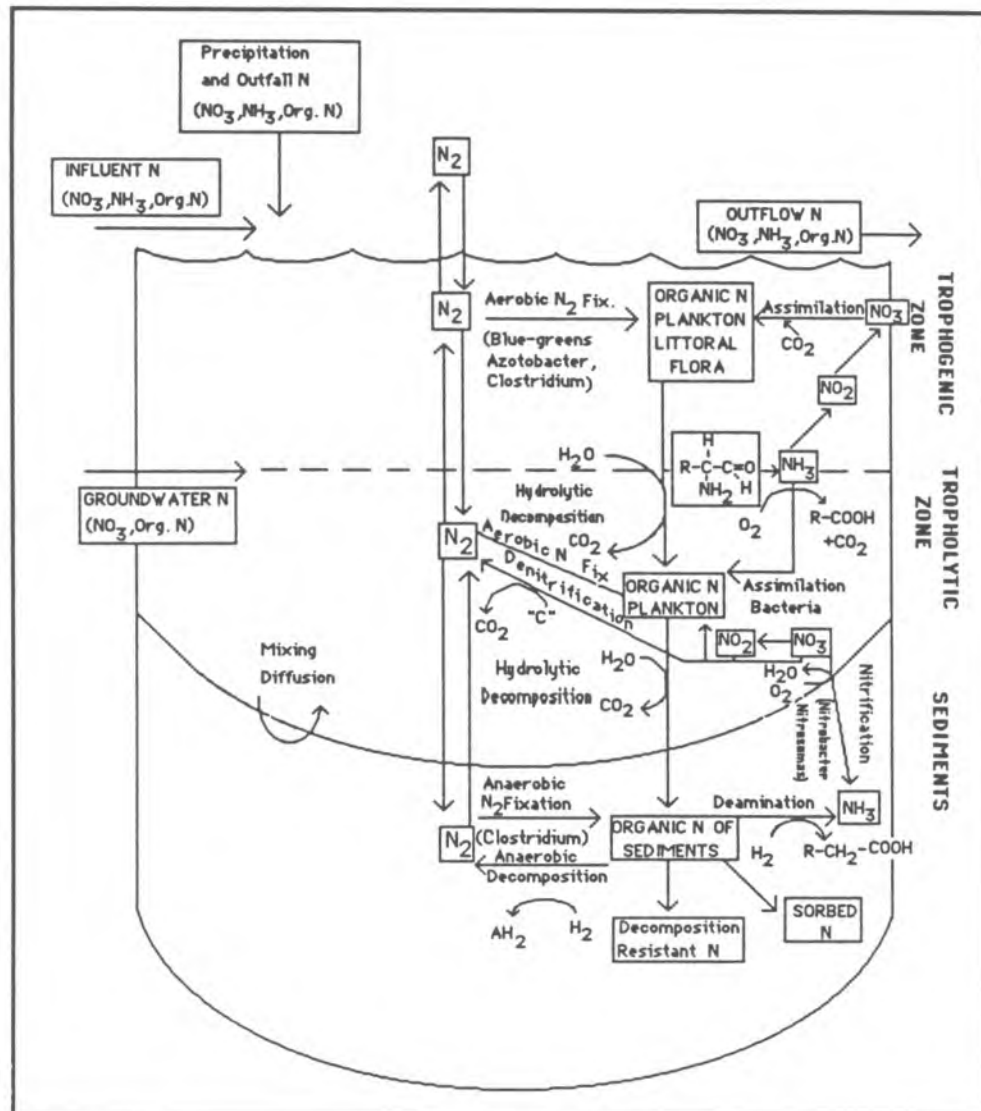 Precipitation
and Outfall N
(NO3,NH3,Org. N)
INFLUENT N
(NO3,NH3,Org.N)
N2
OUTFLOW N
(NO3,NH3,Org.N)
TROPHOGENIC
ZONE
N2
Aerobic N2 Fix.
(Blue-greens
Azotobacter,
Clostridium)
ORGANIC N
PLANKTON
LITTORAL
FLORA
Assimilation
CO2
NO3
NO2
H2O
H
R-C-C=O
NH2
H
NH3
GROUNDWATER N
(NO3,Org. N)
Hydrolytic
Decomposition
CO2
O2
R-COOH
+CO2
TROPHOLYTIC
ZONE
N2
Aerobic N Fix
Denitrification
CO2
"C"
ORGANIC N
PLANKTON
Assimilation
Bacteria
NO2
NO3
H2O
Hydrolytic
Decomposition
CO2
H2O
O2
Nitrification
(Nitrobacter
Nitrosomas)
Mixing
Diffusion
SEDIMENTS
Anaerobic
N2Fixation
(Clostridium)
N2
Anaerobic
Decomposition
ORGANIC N OF
SEDIMENTS
Deamination
NH3
H2
R-CH2-COOH
AH2
H2
Decomposition
Resistant N
SORBED
N